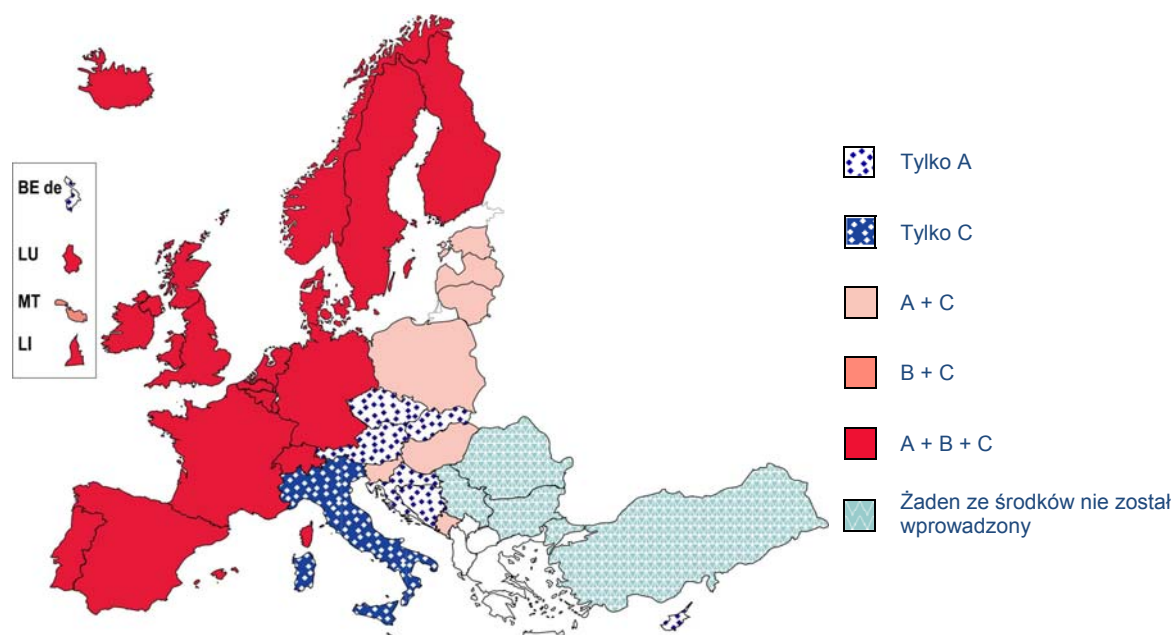 BE de
LU
MT
LI
Tylko A
Tylko C
A + C
B + C
A + B + C
Żaden ze środków nie został
wprowadzony